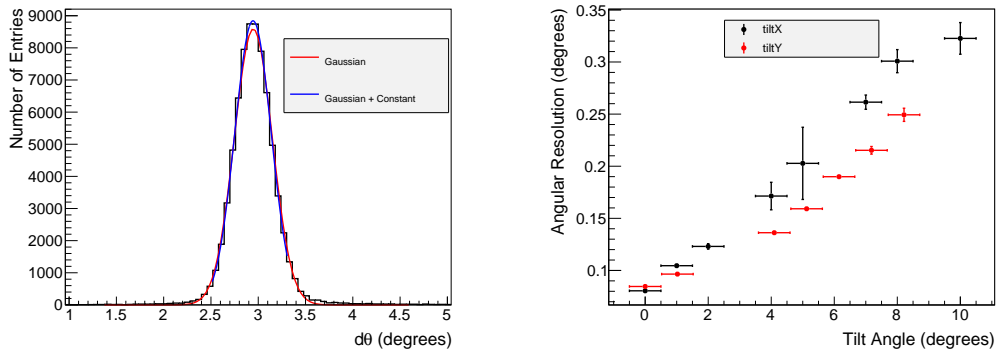 Number of Entries
9000
8000
7000
6000
5000
4000
3000
2000
1000
0
Gaussian
Gaussian + Constant
1 1.5 2 2.5 3 3.5 4 4.5 5
dθ (degrees)
Angular Resolution (degrees)
0.35
0.3
0.25
0.2
0.15
0.1
tiltX
tiltY
0 2 4 6 8 10
Tilt Angle (degrees)